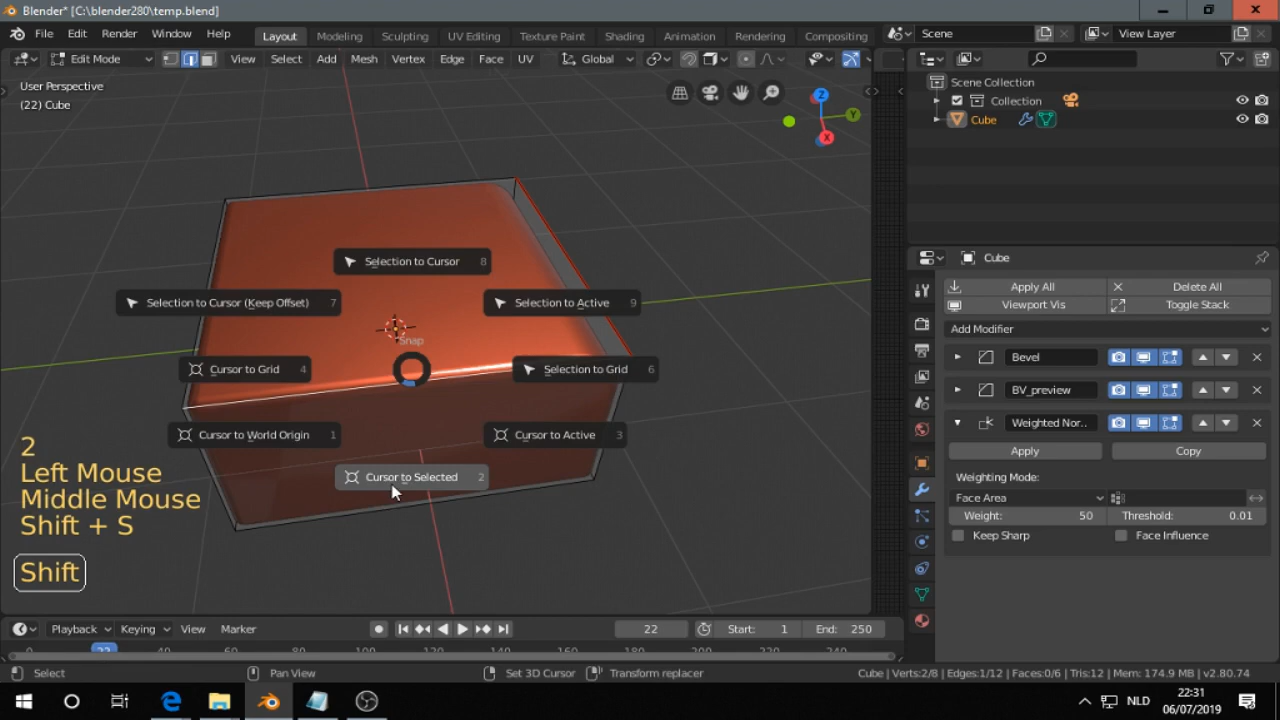 Blender* [C:\blender280\temp.blend]
File Edit Render Window Help Layout Modeling Sculpting UV Editing Texture Paint Shading Animation Rendering Compositing Scene View Layer
Edit Mode View Select Add Mesh Vertex Edge Face UV Global
User Perspective
(22) Cube
Z
Y
X
Scene Collection
Collection
Cube
Cube
Apply All Delete All
Viewport Vis Toggle Stack
Add Modifier
Bevel
BV_preview
Weighted Nor..
Apply Copy
Weighting Mode:
Face Area
Weight: 50 Threshold: 0.01
Keep Sharp Face Influence
Selection to Cursor 8
Selection to Cursor (Keep Offset) 7
Selection to Active 9
Snap
Cursor to Grid 4
Selection to Grid 6
Cursor to World Origin 1
Cursor to Active 3
Cursor to Selected 2
2
Left Mouse
Middle Mouse
Shift + S
Shift
Playback Keying View Marker 22 Start: 1 End: 250
0 22 40 60 80 100 120 140 160 180 200 220 240
Select Pan View Set 3D Cursor Transform replacer Cube | Verts:2/8 | Edges:1/12 | Faces:0/6 | Tris:12 | Mem: 174.9 MB | v2.80.74
NLD
22:31
06/07/2019